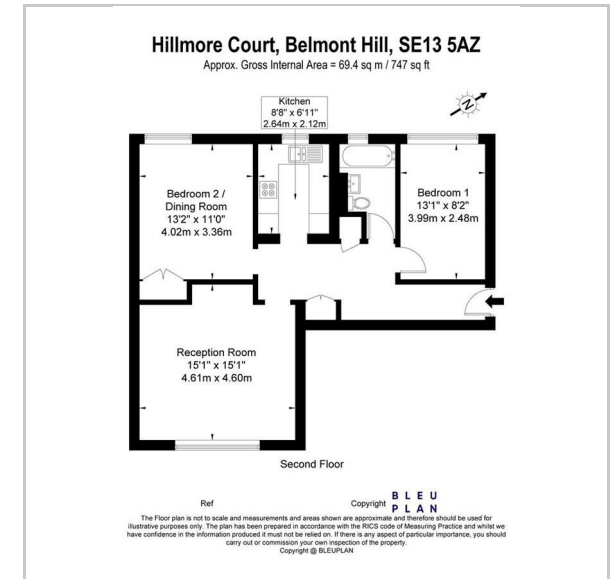 Hillmore Court, Belmont Hill, SE13 5AZ
Approx. Gross Internal Area = 69.4 sq m / 747 sq ft
N
Kitchen
8'8" x 6'11"
2.64m x 2.12m
Bedroom 2 /
Dining Room
13'2" x 11'0"
4.02m x 3.36m
Bedroom 1
13'1" x 8'2"
3.99m x 2.48m
Reception Room
15'1" x 15'1"
4.61m x 4.60m
Second Floor
Ref
Copyright
BLEU
PLAN
The Floor plan is not to scale and measurements and areas shown are approximate and therefore should be used for
illustrative purposes only. The plan has been prepared in accordance with the RICS code of Measuring Practice and whilst we
have confidence in the information produced it must not be relied on. If there is any aspect of particular importance, you should
carry out or commission your own inspection of the property.
Copyright @ BLEUPLAN